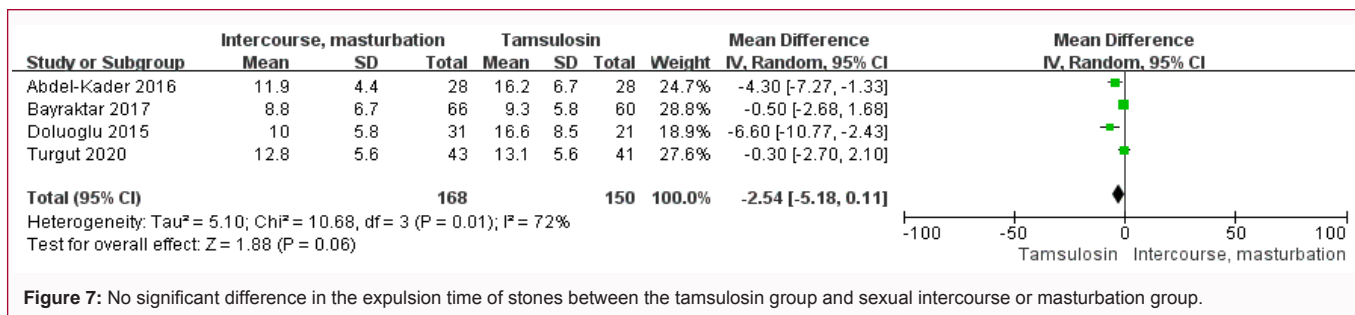 Intercourse, masturbation Tamsulosin Mean Difference Mean Difference
Study or Subgroup Mean SD Total Mean SD Total Weight IV, Random, 95% CI IV, Random, 95% CI
Abdel-Kader 2016 11.9 4.4 28 16.2 6.7 28 24.7% -4.30 [-7.27, -1.33]
Bayraktar 2017 8.8 6.7 66 9.3 5.8 60 28.8% -0.50 [-2.68, 1.68]
Doluoglu 2015 10 5.8 31 16.6 8.5 21 18.9% -6.60 [-10.77, -2.43]
Turgut 2020 12.8 5.6 43 13.1 5.6 41 27.6% -0.30 [-2.70, 2.10]
Total (95% CI) 168 150 100.0% -2.54 [-5.18, 0.11]
Heterogeneity: Tau² = 5.10; Chi² = 10.68, df = 3 (P = 0.01); I² = 72%
Test for overall effect: Z = 1.88 (P = 0.06)
-100 -50 0 50 100
Tamsulosin Intercourse, masturbation
Figure 7: No significant difference in the expulsion time of stones between the tamsulosin group and sexual intercourse or masturbation group.